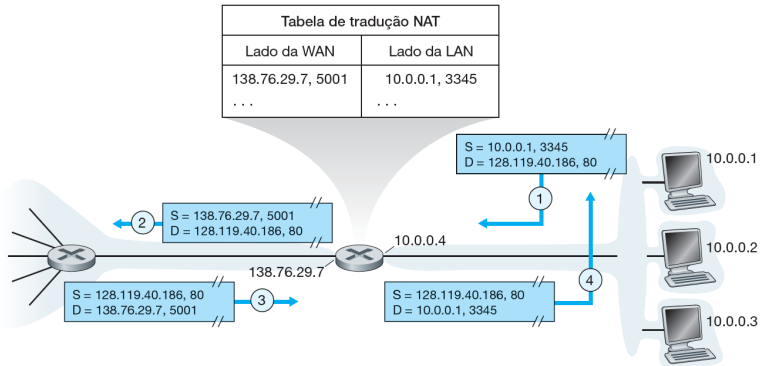 Tabela de tradução NAT
Lado da WAN Lado da LAN
138.76.29.7, 5001 10.0.0.1, 3345
. . . . . .
S = 10.0.0.1, 3345
D = 128.119.40.186, 80
10.0.0.1
1
2
S = 138.76.29.7, 5001
D = 128.119.40.186, 80
10.0.0.4
10.0.0.2
138.76.29.7
4
S = 128.119.40.186, 80
D = 138.76.29.7, 5001
3
S = 128.119.40.186, 80
D = 10.0.0.1, 3345
10.0.0.3